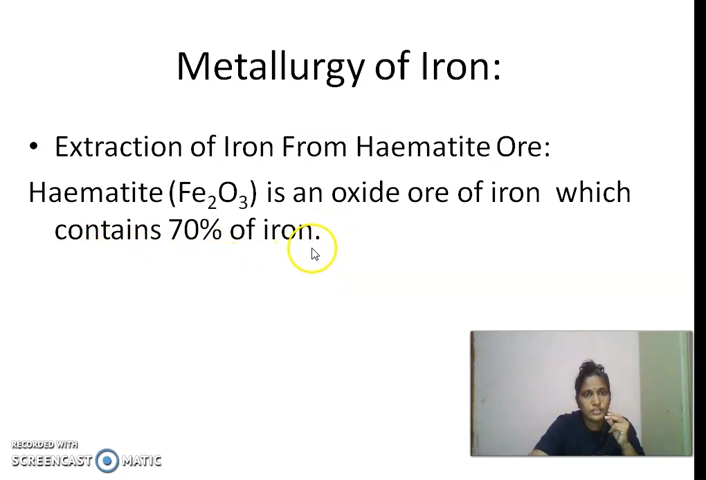 Metallurgy of Iron:
• Extraction of Iron From Haematite Ore:
Haematite (Fe₂O₃) is an oxide ore of iron which
contains 70% of iron.
RECORDED WITH
SCREENCAST MATIC